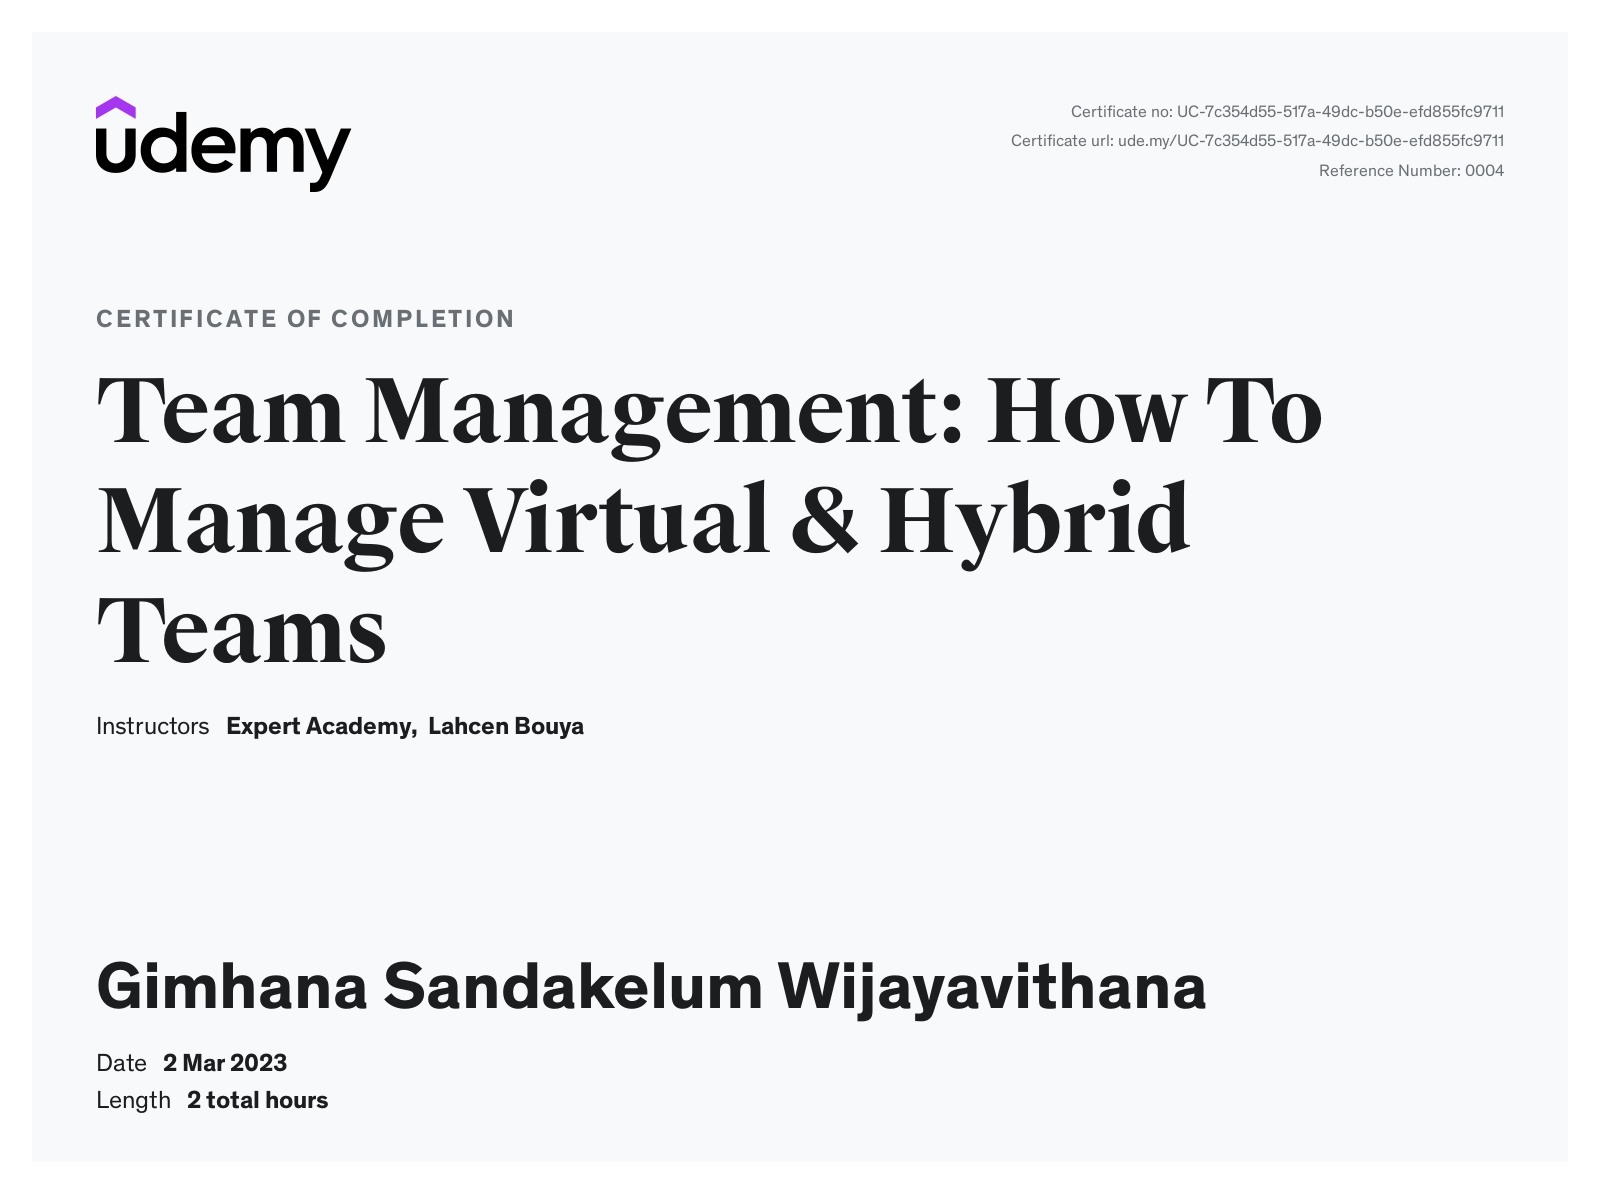 udemy
Certificate no: UC-7c354d55-517a-49dc-b50e-efd855fc9711
Certificate url: ude.my/UC-7c354d55-517a-49dc-b50e-efd855fc9711
Reference Number: 0004
CERTIFICATE OF COMPLETION
Team Management: How To
Manage Virtual & Hybrid
Teams
Instructors Expert Academy, Lahcen Bouya
Gimhana Sandakelum Wijayavithana
Date 2 Mar 2023
Length 2 total hours